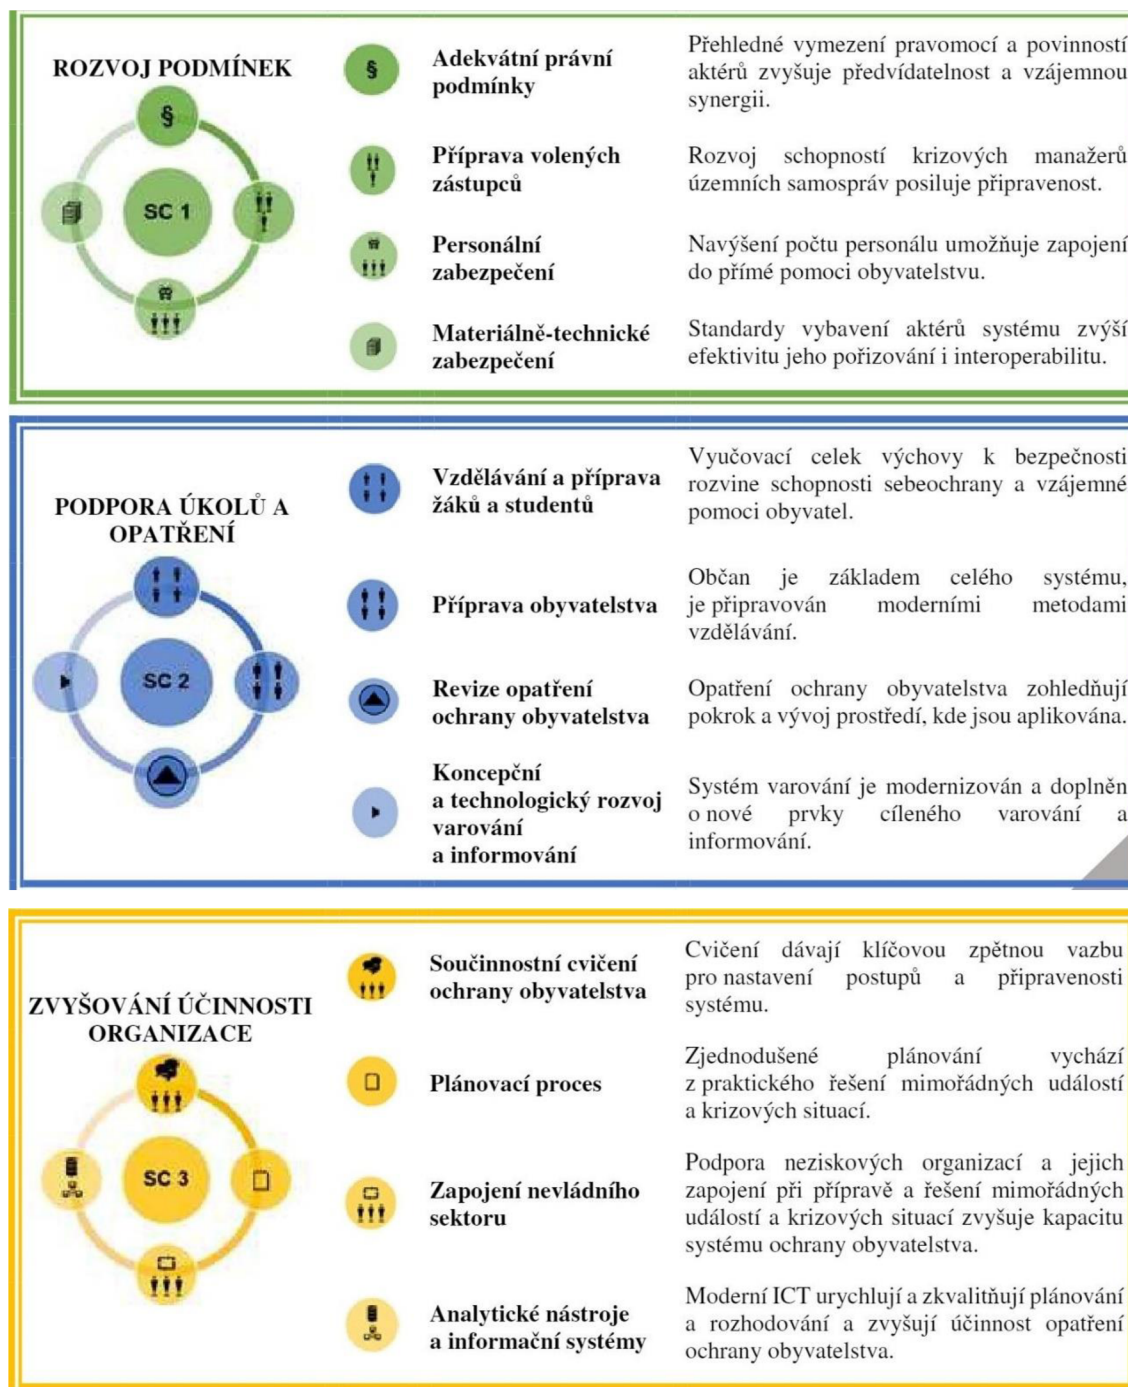 ROZVOJ PODMÍNEK
§
SC 1
§
Adekvátní právní
podmínky
Přehledné vymezení pravomocí a povinností
aktérů zvyšuje předvídatelnost a vzájemnou
synergii.
Příprava volených
zástupců
Rozvoj schopností krizových manažerů
územních samospráv posiluje připravenost.
Personální
zabezpečení
Navýšení počtu personálu umožňuje zapojení
do přímé pomoci obyvatelstvu.
Materiálně-technické
zabezpečení
Standardy vybavení aktérů systému zvýší
efektivitu jeho pořizování i interoperabilitu.
PODPORA ÚKOLŮ A
OPATŘENÍ
SC 2
Vzdělávání a příprava
žáků a studentů
Vyučovací celek výchovy k bezpečnosti
rozvine schopnosti sebeochrany a vzájemné
pomoci obyvatel.
Příprava obyvatelstva
Občan je základem celého systému,
je připravován moderními metodami
vzdělávání.
Revize opatření
ochrany obyvatelstva
Opatření ochrany obyvatelstva zohledňují
pokrok a vývoj prostředí, kde jsou aplikována.
Koncepční
a technologický rozvoj
varování
a informování
Systém varování je modernizován a doplněn
o nové prvky cíleného varování a
informování.
ZVYŠOVÁNÍ ÚČINNOSTI
ORGANIZACE
SC 3
Součinnostní cvičení
ochrany obyvatelstva
Cvičení dávají klíčovou zpětnou vazbu
pro nastavení postupů a připravenosti
systému.
Plánovací proces
Zjednodušené plánování vychází
z praktického řešení mimořádných událostí
a krizových situací.
Zapojení nevládního
sektoru
Podpora neziskových organizací a jejich
zapojení při přípravě a řešení mimořádných
událostí a krizových situací zvyšuje kapacitu
systému ochrany obyvatelstva.
Analytické nástroje
a informační systémy
Moderní ICT urychlují a zkvalitňují plánování
a rozhodování a zvyšují účinnost opatření
ochrany obyvatelstva.